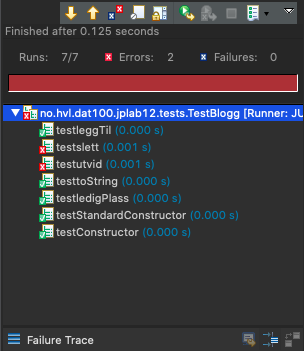 Finished after 0.125 seconds
Runs: 7/7 Errors: 2 Failures: 0
no.hvl.dat100.jplab12.tests.TestBlogg [Runner: JU
testleggTil (0.000 s)
testslett (0.001 s)
testutvid (0.001 s)
testtoString (0.000 s)
testledigPlass (0.000 s)
testStandardConstructor (0.000 s)
testConstructor (0.000 s)
Failure Trace